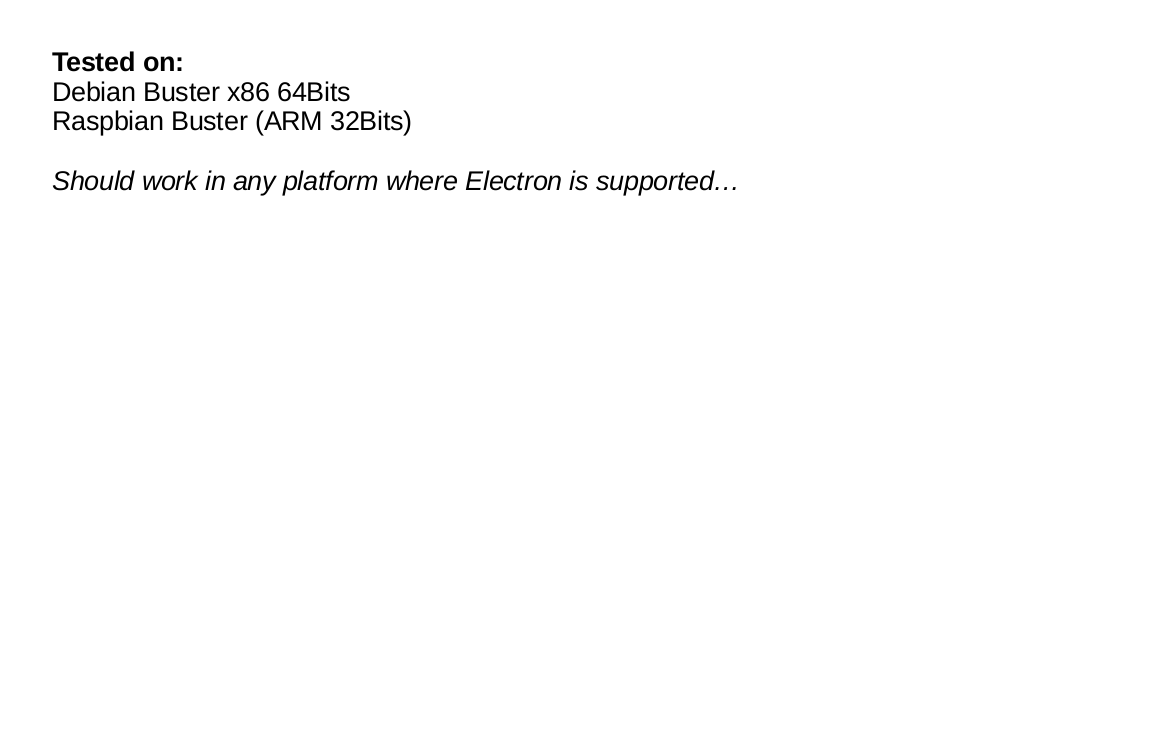 Tested on:
Debian Buster x86 64Bits
Raspbian Buster (ARM 32Bits)
Should work in any platform where Electron is supported…